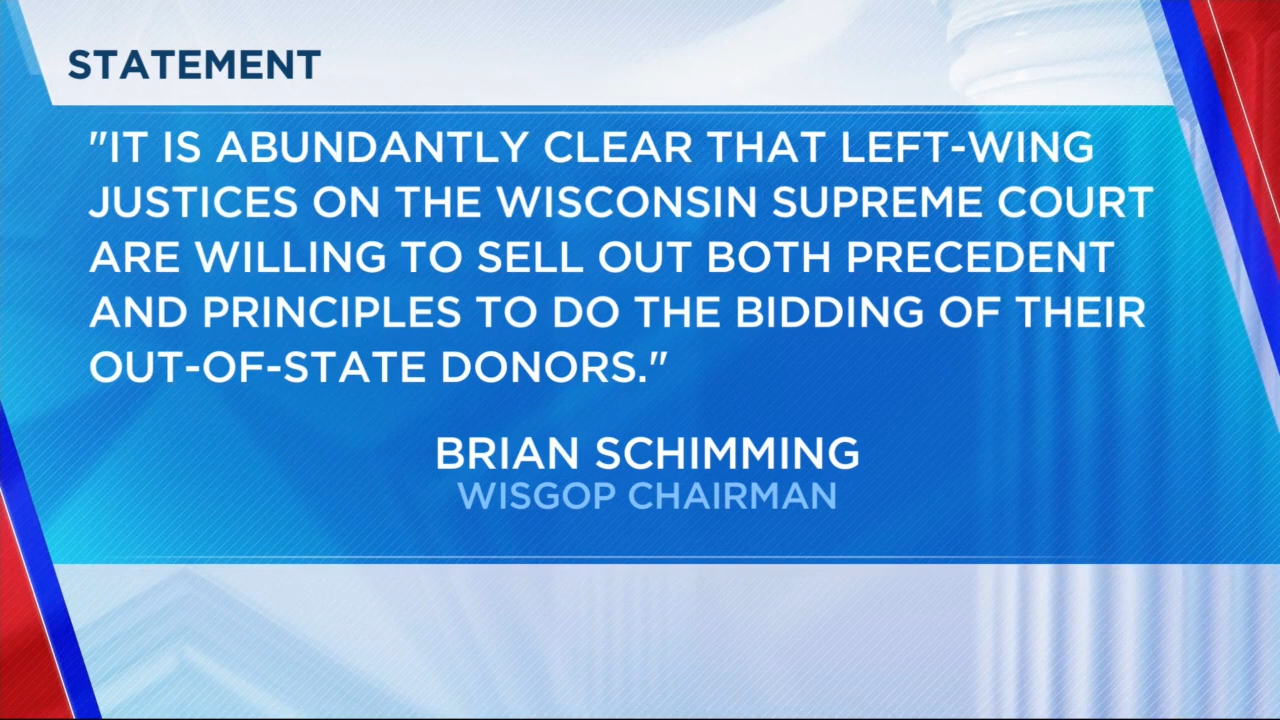 STATEMENT
"IT IS ABUNDANTLY CLEAR THAT LEFT-WING
JUSTICES ON THE WISCONSIN SUPREME COURT
ARE WILLING TO SELL OUT BOTH PRECEDENT
AND PRINCIPLES TO DO THE BIDDING OF THEIR
OUT-OF-STATE DONORS."
BRIAN SCHIMMING
WISGOP CHAIRMAN